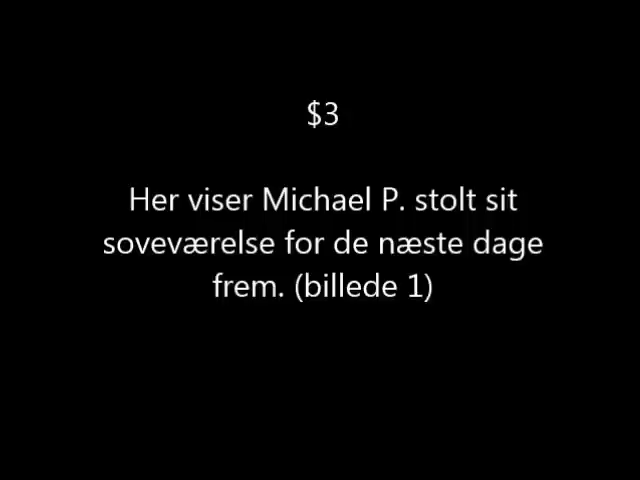 $3
Her viser Michael P. stolt sit
soveværelse for de næste dage
frem. (billede 1)